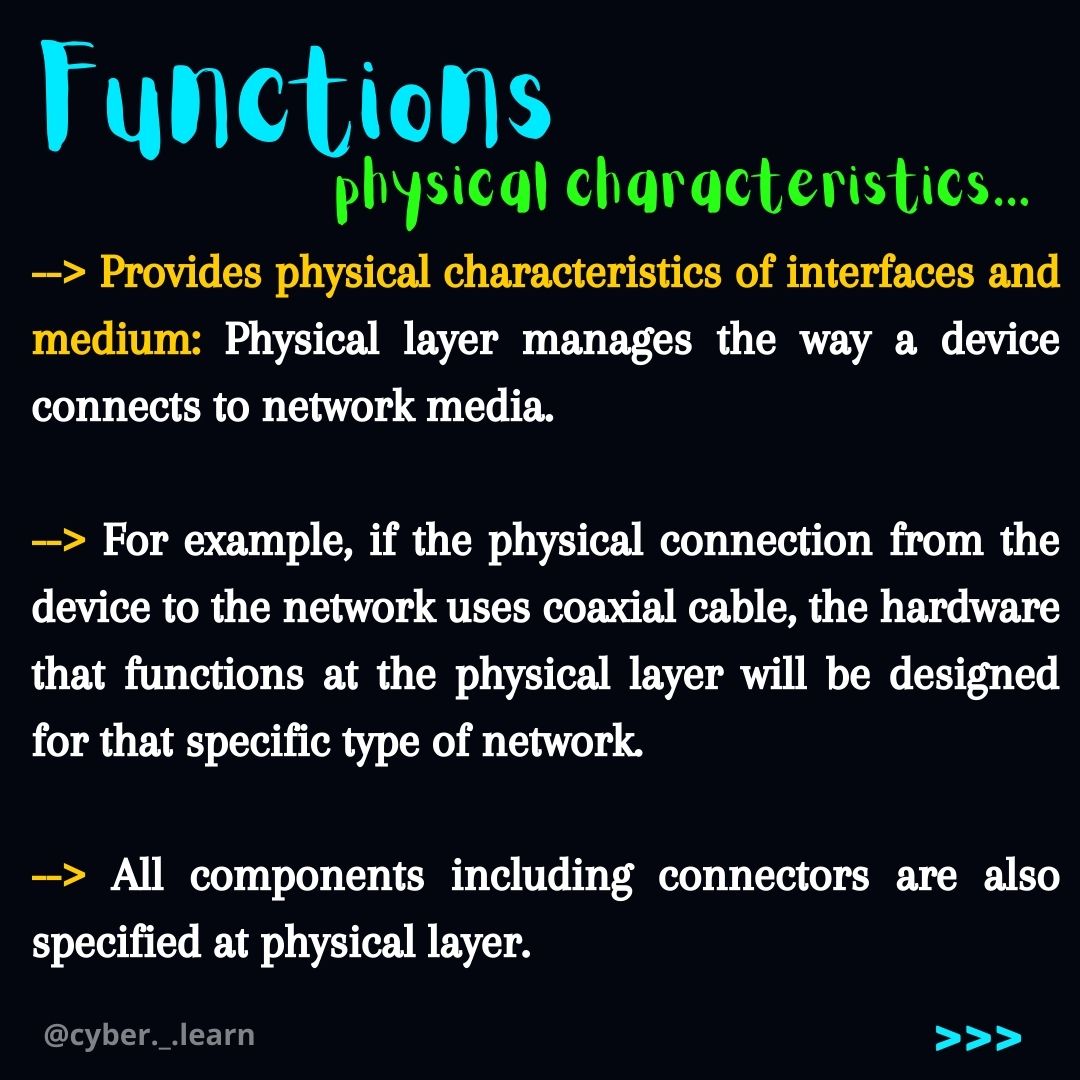 Functions
physical characteristics...
--> Provides physical characteristics of interfaces and
medium: Physical layer manages the way a device
connects to network media.
--> For example, if the physical connection from the
device to the network uses coaxial cable, the hardware
that functions at the physical layer will be designed
for that specific type of network.
--> All components including connectors are also
specified at physical layer.
@cyber._.learn
>>>